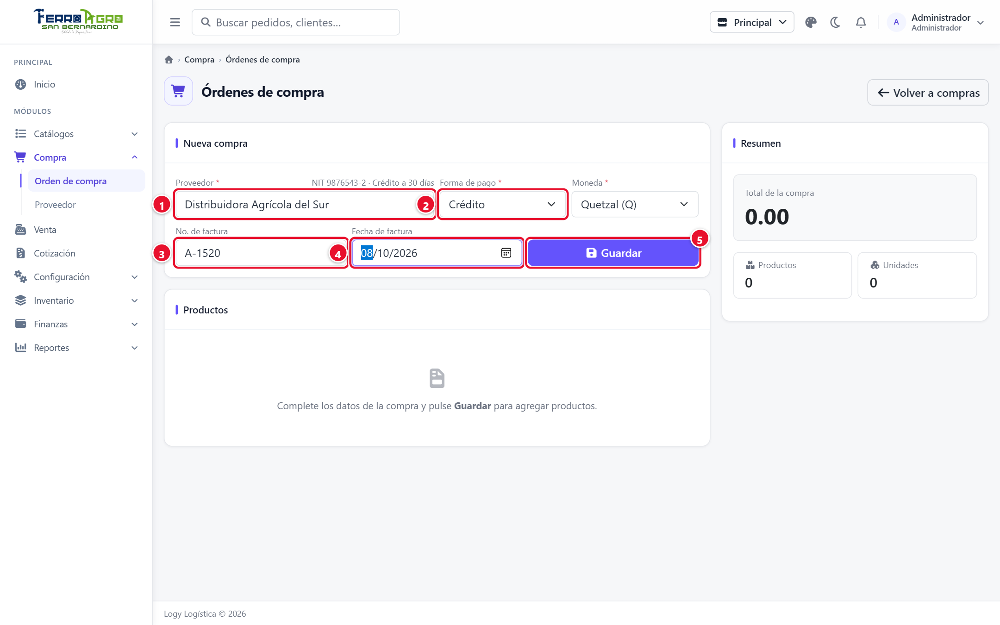 FERRO AGRO
SAN BERNARDINO
Buscar pedidos, clientes...
Principal
A
Administrador
Administrador
PRINCIPAL
Inicio
MÓDULOS
Catálogos
Compra
Orden de compra
Proveedor
Venta
Cotización
Configuración
Inventario
Finanzas
Reportes
Compra › Órdenes de compra
Órdenes de compra
Volver a compras
Nueva compra
Proveedor *
NIT 9876543-2 · Crédito a 30 días
Forma de pago *
Moneda *
1
Distribuidora Agrícola del Sur
2
Crédito
Quetzal (Q)
No. de factura
Fecha de factura
3
A-1520
4
08/10/2026
Guardar
5
Productos
Complete los datos de la compra y pulse Guardar para agregar productos.
Resumen
Total de la compra
0.00
Productos
0
Unidades
0
Logy Logística © 2026